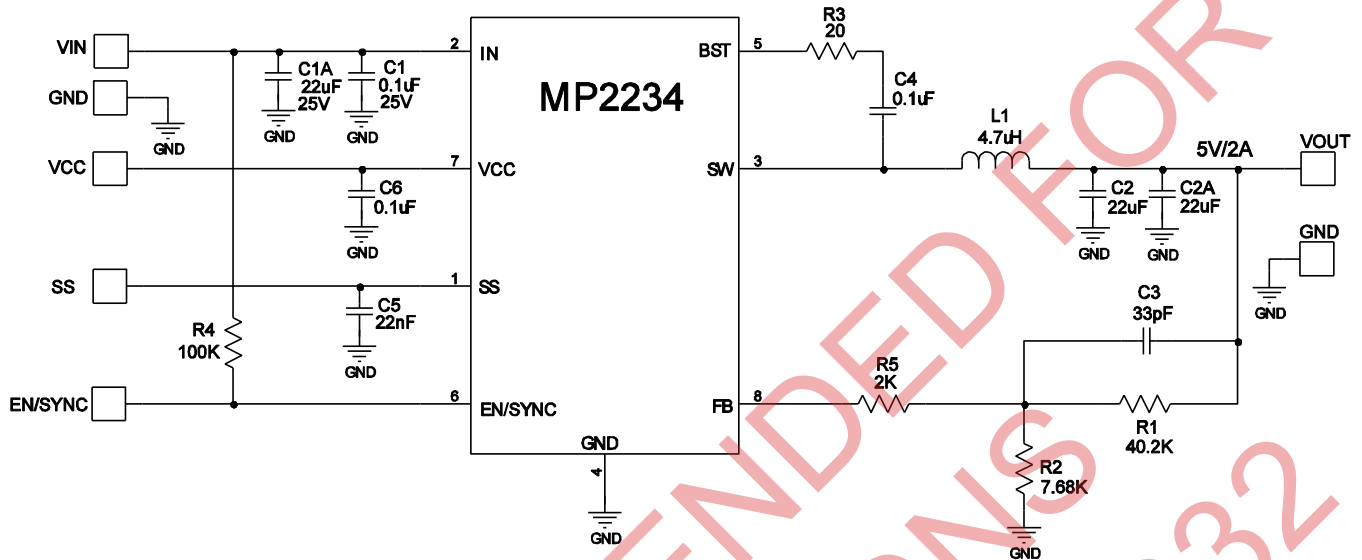 VIN
GND
GND
VCC
SS
EN/SYNC
R4
100K
C1A
22uF
25V
GND
C1
0.1uF
25V
GND
C6
0.1uF
GND
C5
22nF
GND
2
7
1
6
IN
VCC
SS
EN/SYNC
MP2234
BST
SW
FB
GND
4
GND
5
3
8
R3
20
C4
0.1uF
L1
4.7uH
5V/2A
VOUT
C2
22uF
GND
C2A
22uF
GND
GND
GND
C3
33pF
R5
2K
R1
40.2K
R2
7.68K
GND
FOR